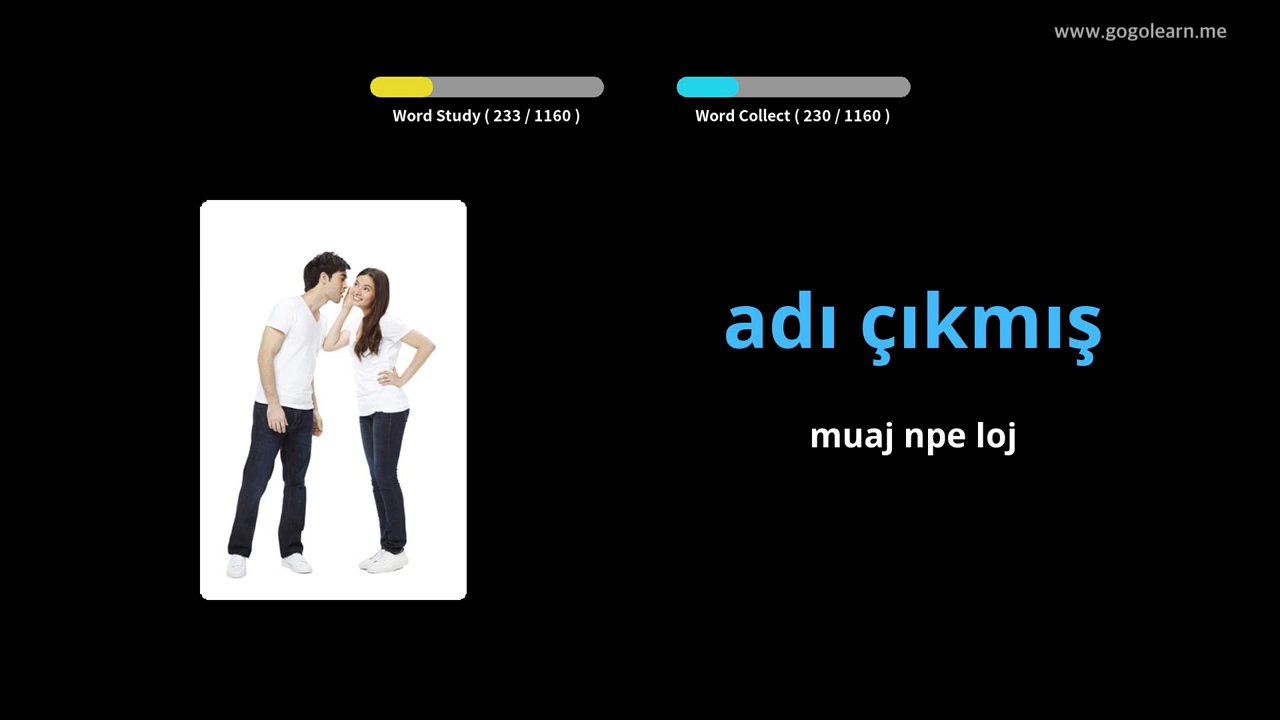 www.gogolearn.me
Word Study ( 233 / 1160 )
Word Collect ( 230 / 1160 )
adı çıkmış
muaj npe loj